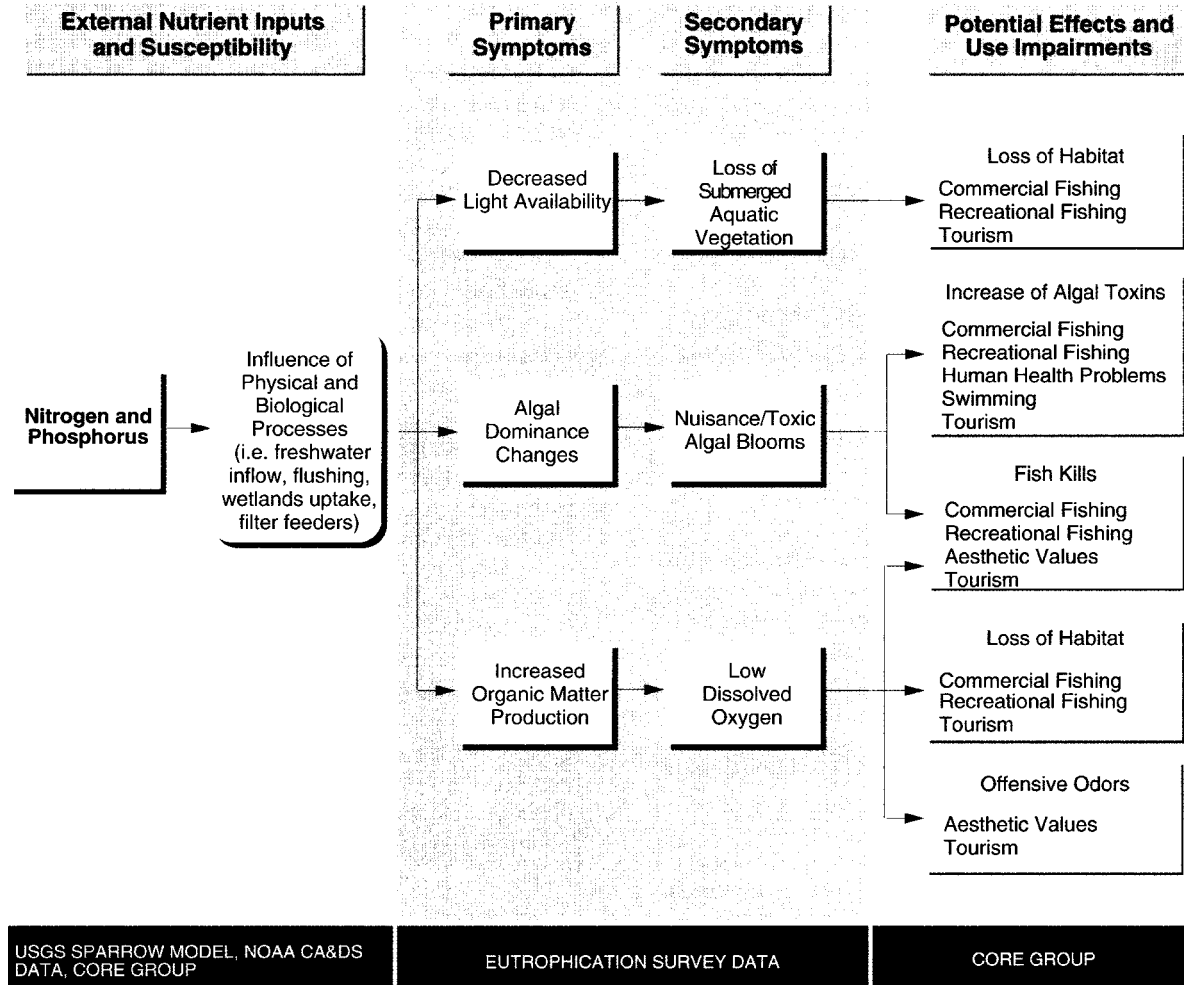 External Nutrient Inputs
and Susceptibility
Primary
Symptoms
Secondary
Symptoms
Potential Effects and
Use Impairments
Nitrogen and
Phosphorus
Influence of
Physical and
Biological
Processes
(i.e. freshwater
inflow, flushing,
wetlands uptake,
filter feeders)
Decreased
Light Availability
Loss of
Submerged
Aquatic
Vegetation
Loss of Habitat
Commercial Fishing
Recreational Fishing
Tourism
Algal
Dominance
Changes
Nuisance/Toxic
Algal Blooms
Increase of Algal Toxins
Commercial Fishing
Recreational Fishing
Human Health Problems
Swimming
Tourism
Fish Kills
Commercial Fishing
Recreational Fishing
Aesthetic Values
Tourism
Increased
Organic Matter
Production
Low
Dissolved
Oxygen
Loss of Habitat
Commercial Fishing
Recreational Fishing
Tourism
Offensive Odors
Aesthetic Values
Tourism
USGS SPARROW MODEL, NOAA CA&DS
DATA, CORE GROUP
EUTROPHICATION SURVEY DATA
CORE GROUP